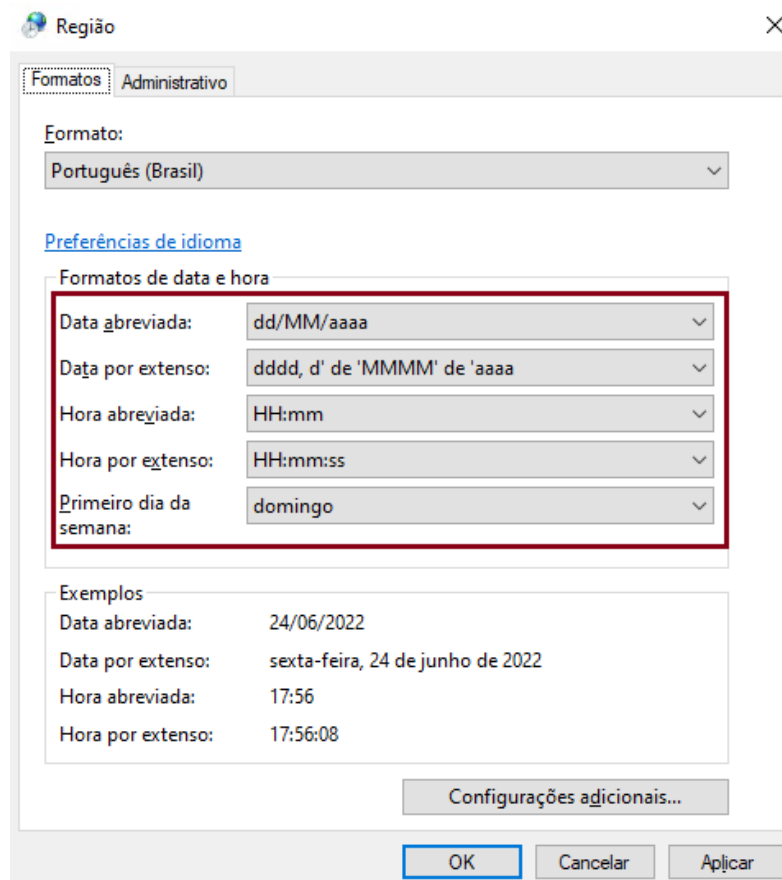 Região
Formatos Administrativo
Formato:
Português (Brasil)
Preferências de idioma
Formatos de data e hora
Data abreviada: dd/MM/aaaa
Data por extenso: dddd, d' de 'MMMM' de 'aaaa
Hora abreviada: HH:mm
Hora por extenso: HH:mm:ss
Primeiro dia da
semana: domingo
Exemplos
Data abreviada: 24/06/2022
Data por extenso: sexta-feira, 24 de junho de 2022
Hora abreviada: 17:56
Hora por extenso: 17:56:08
Configurações adicionais...
OK Cancelar Aplicar